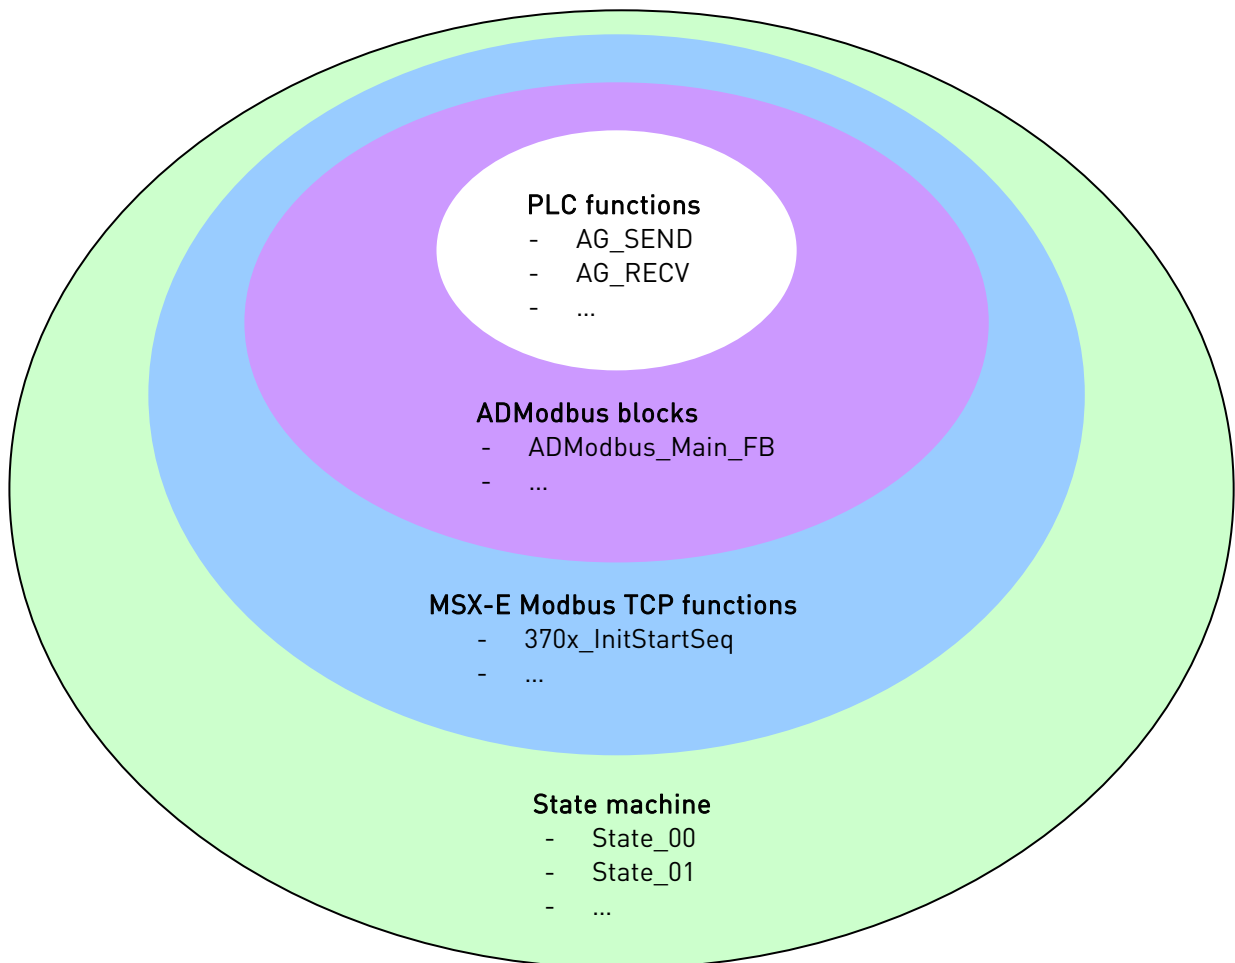 PLC functions
- AG_SEND
- AG_RECV
- ...
ADModbus blocks
- ADModbus_Main_FB
- ...
MSX-E Modbus TCP functions
- 370x_InitStartSeq
- ...
State machine
- State_00
- State_01
- ...